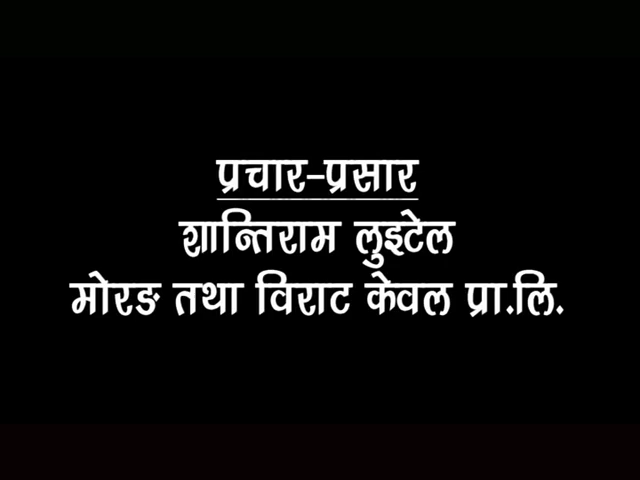 प्रचार-प्रसार
शान्तिराम लुइटेल
मोरङ तथा विराट केवल प्रा.लि.